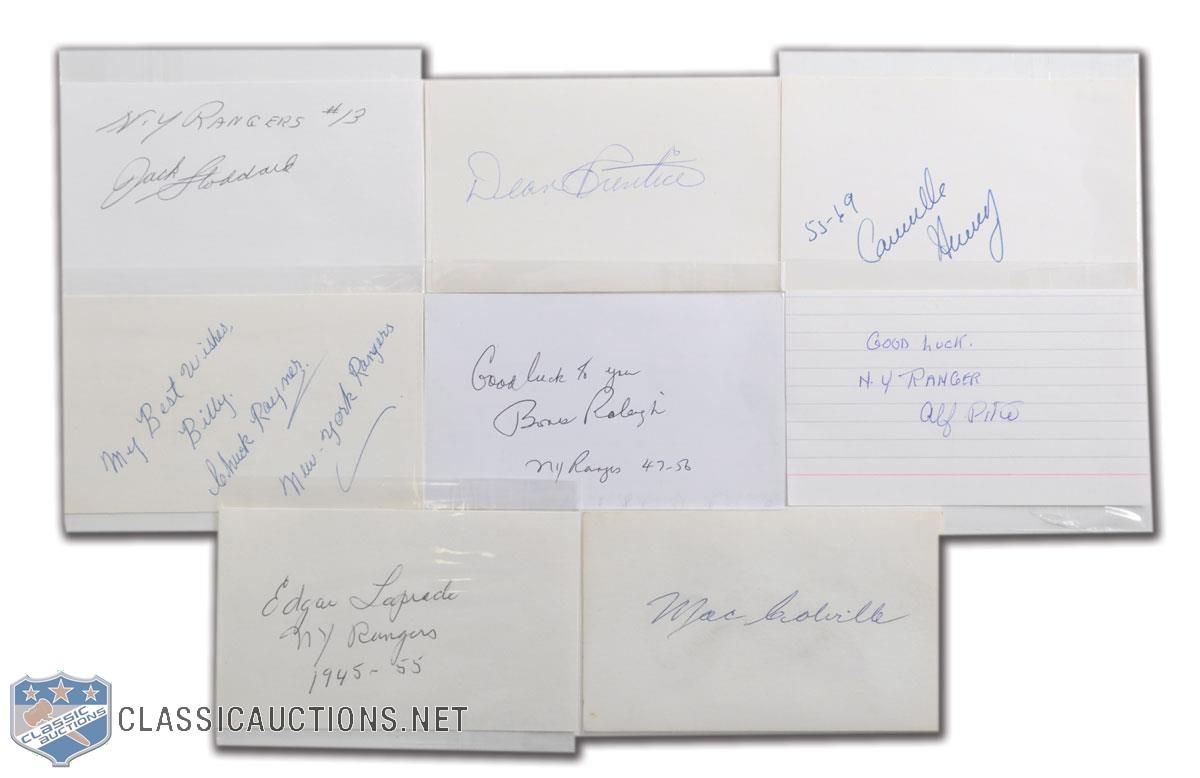 N.Y RANGERS #13
Jack Stoddard
Dean Prentice
55-69
Camille
Henry
My Best Wishes,
Billy.
Chuck Rayner.
New-York Rangers
Good luck to you
Bones Raleigh
NY Rangers 47-56
GOOD LUCK.
N.Y RANGER
Alf Pike
Edgar Laprade
NY Rangers
1945-55
Mac Colville
CLASSIC
AUCTIONS
CLASSICAUCTIONS.NET